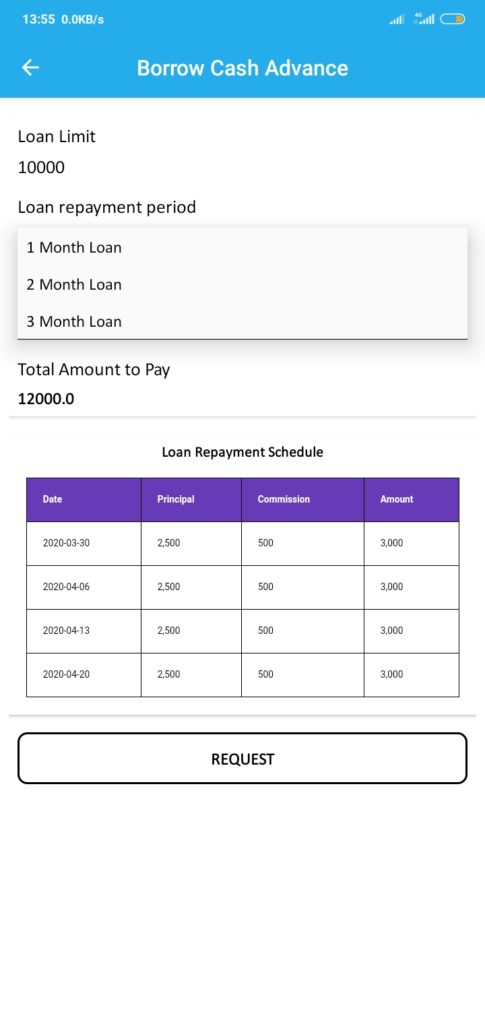 13:55 0.0KB/s
4G
Borrow Cash Advance
Loan Limit
10000
Loan repayment period
1 Month Loan
2 Month Loan
3 Month Loan
Total Amount to Pay
12000.0
Loan Repayment Schedule
Date Principal Commission Amount
2020-03-30 2,500 500 3,000
2020-04-06 2,500 500 3,000
2020-04-13 2,500 500 3,000
2020-04-20 2,500 500 3,000
REQUEST